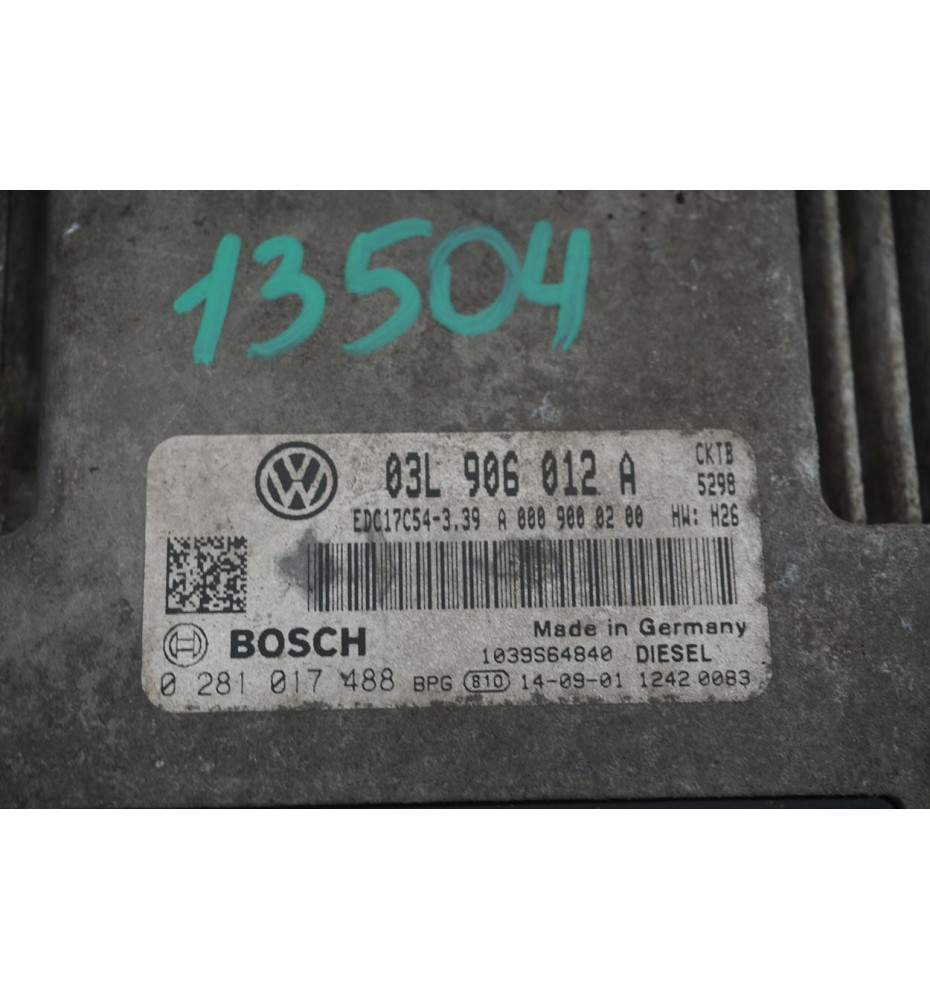 13504
03L 906 012 A
CKTB
5298
EDC17C54-3.39 A 000 900 02 00 HW: H26
BOSCH
Made in Germany
1039S64840 DIESEL
0 281 017 488 BPG 810 14-09-01 1242 0083